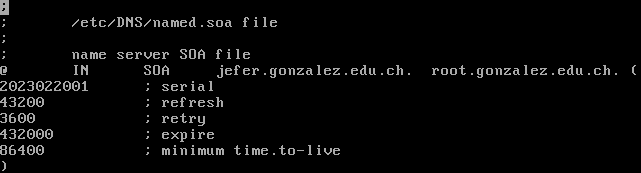 ;
;       /etc/DNS/named.soa file
;
;       name server SOA file
@       IN      SOA     jefer.gonzalez.edu.ch.  root.gonzalez.edu.ch. (
2023022001      ; serial
43200           ; refresh
3600            ; retry
432000          ; expire
86400           ; minimum time.to-live
)